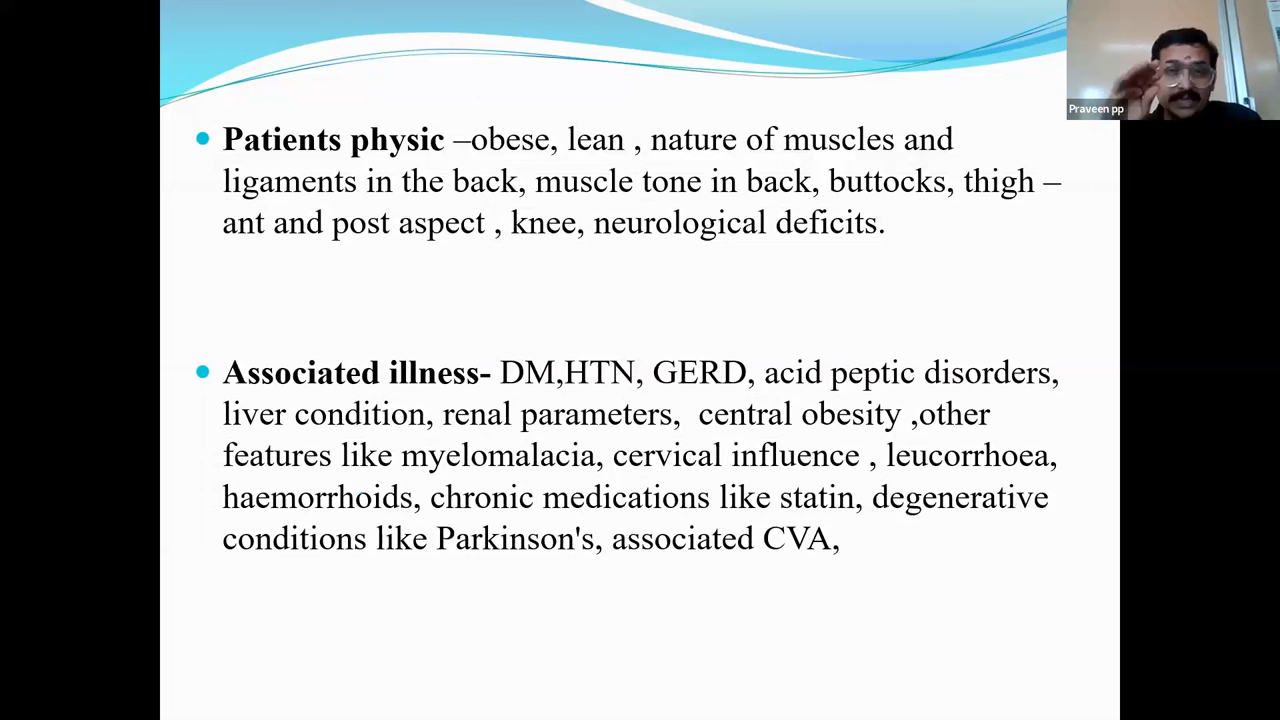 Praveen pp
• Patients physic –obese, lean , nature of muscles and
ligaments in the back, muscle tone in back, buttocks, thigh –
ant and post aspect , knee, neurological deficits.
• Associated illness- DM,HTN, GERD, acid peptic disorders,
liver condition, renal parameters,  central obesity ,other
features like myelomalacia, cervical influence , leucorrhoea,
haemorrhoids, chronic medications like statin, degenerative
conditions like Parkinson's, associated CVA,